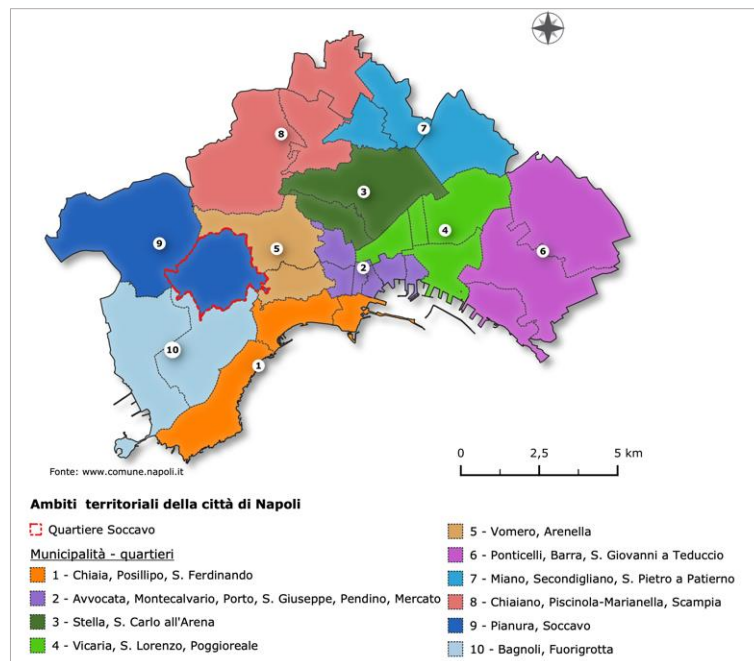 8
7
3
9
5
4
2
6
10
1
Fonte: www.comune.napoli.it
0 2,5 5 km
Ambiti territoriali della città di Napoli
Quartiere Soccavo
Municipalità - quartieri
1 - Chiaia, Posillipo, S. Ferdinando
2 - Avvocata, Montecalvario, Porto, S. Giuseppe, Pendino, Mercato
3 - Stella, S. Carlo all'Arena
4 - Vicaria, S. Lorenzo, Poggioreale
5 - Vomero, Arenella
6 - Ponticelli, Barra, S. Giovanni a Teduccio
7 - Miano, Secondigliano, S. Pietro a Patierno
8 - Chiaiano, Piscinola-Marianella, Scampia
9 - Pianura, Soccavo
10 - Bagnoli, Fuorigrotta